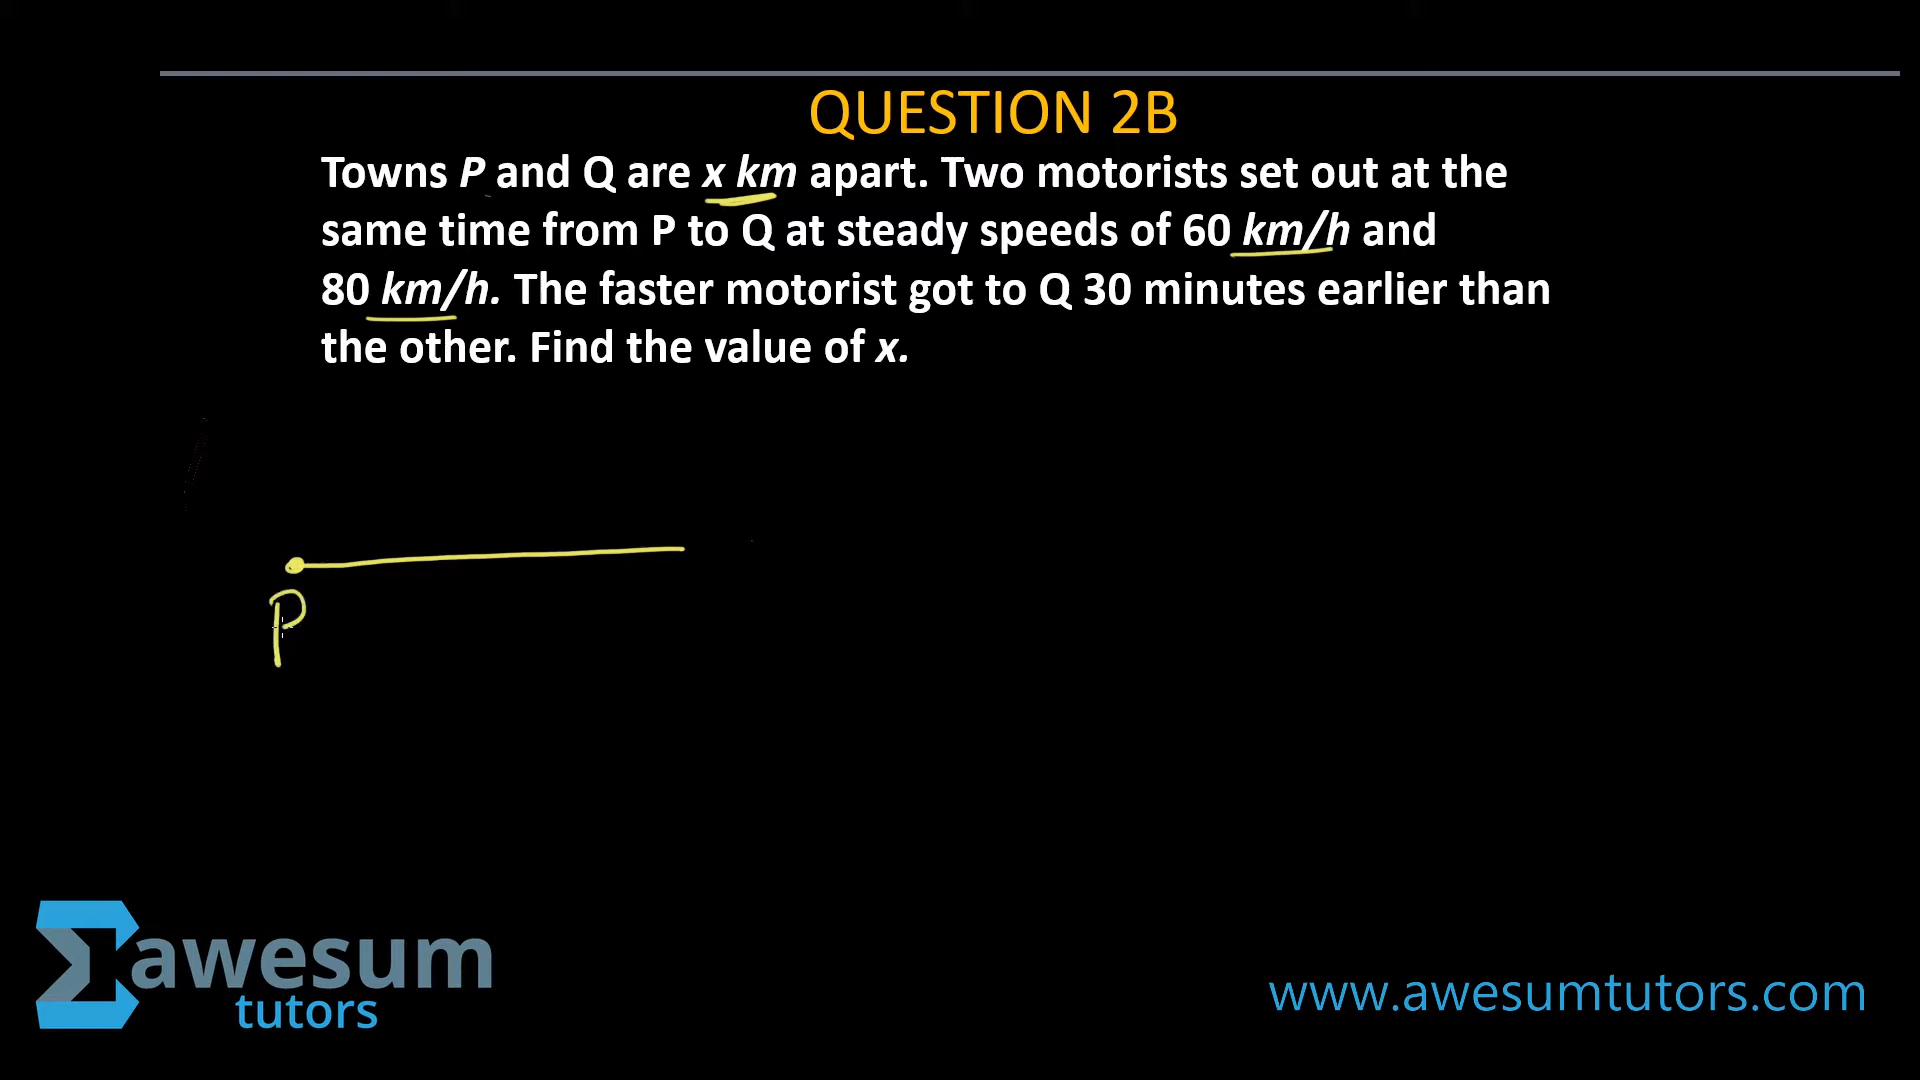 QUESTION 2B
Towns P and Q are x km apart. Two motorists set out at the
same time from P to Q at steady speeds of 60 km/h and
80 km/h. The faster motorist got to Q 30 minutes earlier than
the other. Find the value of x.
P
awesum
tutors
www.awesumtutors.com